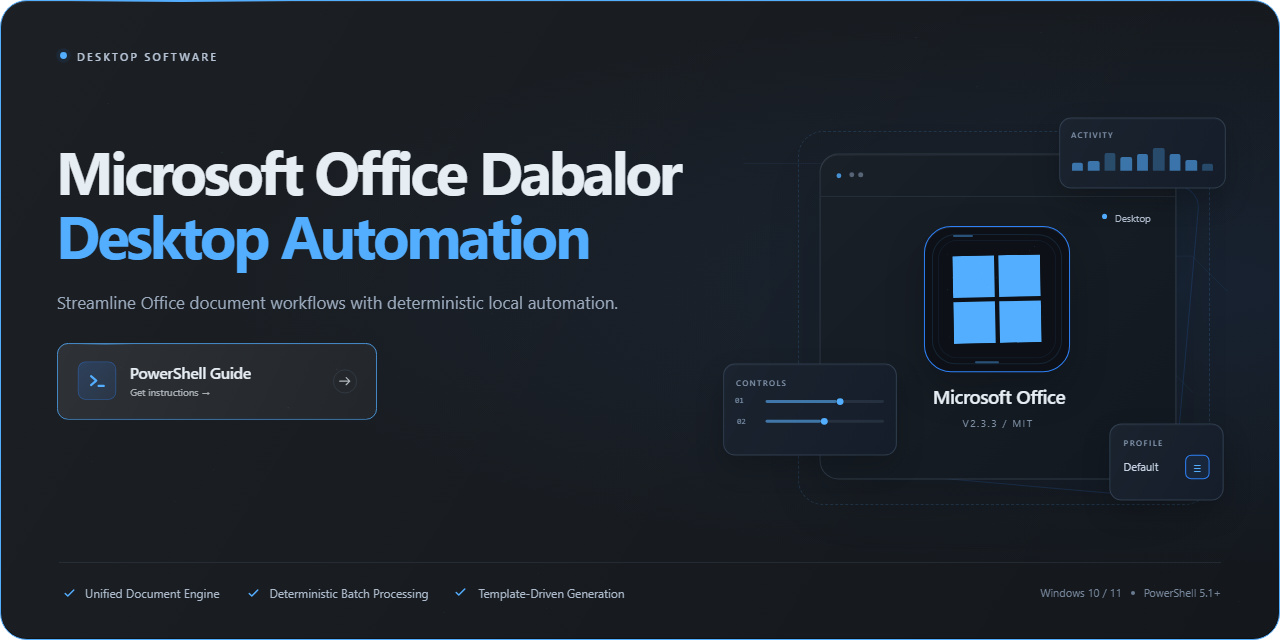 DESKTOP SOFTWARE
Microsoft Office Dabalor
Desktop Automation
Streamline Office document workflows with deterministic local automation.
PowerShell Guide
Get instructions →
ACTIVITY
Desktop
CONTROLS
01
02
Microsoft Office
V2.3.3 / MIT
PROFILE
Default
✓ Unified Document Engine
✓ Deterministic Batch Processing
✓ Template-Driven Generation
Windows 10 / 11 • PowerShell 5.1+